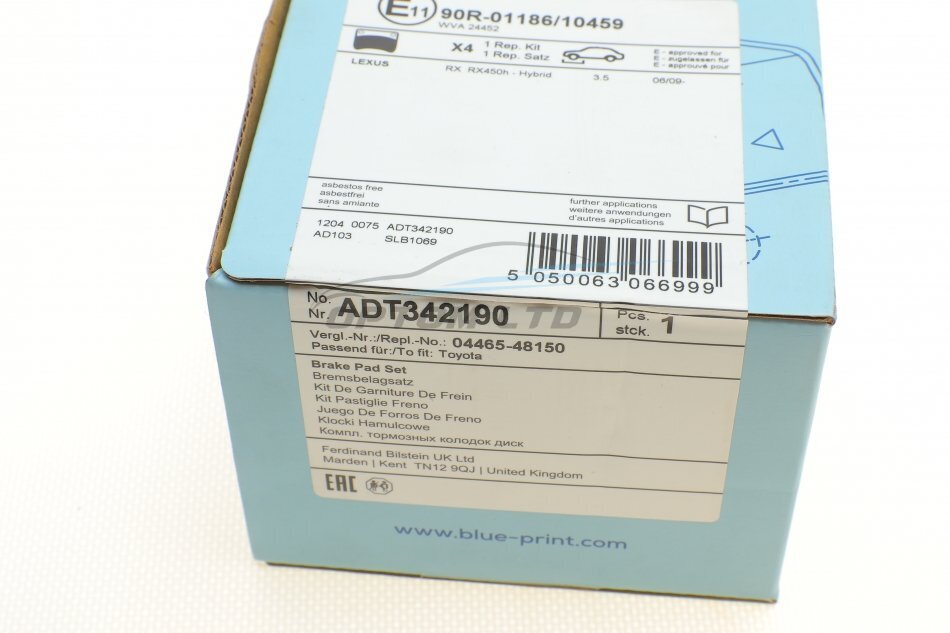 E11 90R-01186/10459
WVA 24452
X4 1 Rep. Kit
1 Rep. Satz
E - approved for
E - zugelassen für
E - approuvé pour
LEXUS RX RX450h - Hybrid 3.5 06/09-
asbestos free
asbestfrei
sans amiante
further applications
weitere anwendungen
d'autres applications
1204 0075 ADT342190
AD103 SLB1069
5 050063 066999
No.
Nr. ADT342190
Pcs.
stck. 1
OPTOM LTD
Vergl.-Nr.:/Repl.-No.: 04465-48150
Passend für:/To fit: Toyota
Brake Pad Set
Bremsbelagsatz
Kit De Garniture De Frein
Kit Pastiglie Freno
Juego De Forros De Freno
Klocki Hamulcowe
Компл. тормозных колодок диск
Ferdinand Bilstein UK Ltd
Marden | Kent TN12 9QJ | United Kingdom
EAC
www.blue-print.com